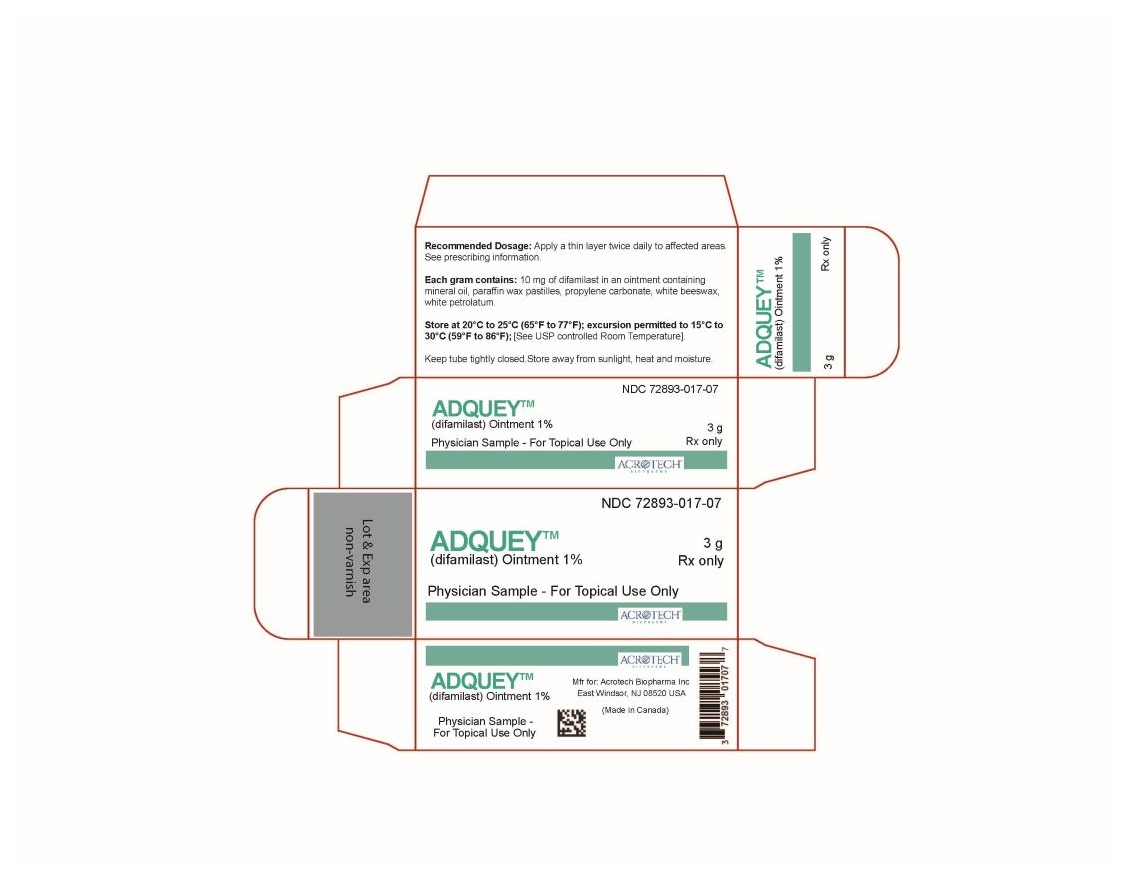 Recommended Dosage: Apply a thin layer twice daily to affected areas.
See prescribing information.
Each gram contains: 10 mg of difamilast in an ointment containing
mineral oil, paraffin wax pastilles, propylene carbonate, white beeswax,
white petrolatum.
Store at 20°C to 25°C (65°F to 77°F); excursion permitted to 15°C to
30°C (59°F to 86°F); [See USP controlled Room Temperature].
Keep tube tightly closed.Store away from sunlight, heat and moisture.
ADQUEY™
(difamilast) Ointment 1%
Rx only
3 g
NDC 72893-017-07
ADQUEY™
(difamilast) Ointment 1%
3 g
Physician Sample - For Topical Use Only
Rx only
ACROTECH
BIOPHARMA
Lot & Exp area
non-varnish
NDC 72893-017-07
ADQUEY™
3 g
(difamilast) Ointment 1%
Rx only
Physician Sample - For Topical Use Only
ACROTECH
BIOPHARMA
ACROTECH
BIOPHARMA
ADQUEY™
(difamilast) Ointment 1%
Mfr for: Acrotech Biopharma Inc
East Windsor, NJ 08520 USA
(Made in Canada)
Physician Sample -
For Topical Use Only
3 72893 01707 7